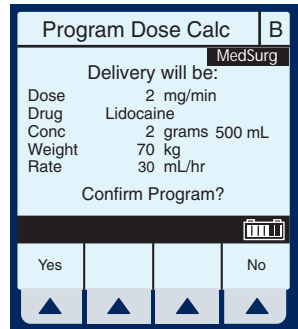 Program Dose Calc B
MedSurg
Delivery will be:
Dose 2 mg/min
Drug Lidocaine
Conc 2 grams 500 mL
Weight 70 kg
Rate 30 mL/hr
Confirm Program?
Yes No